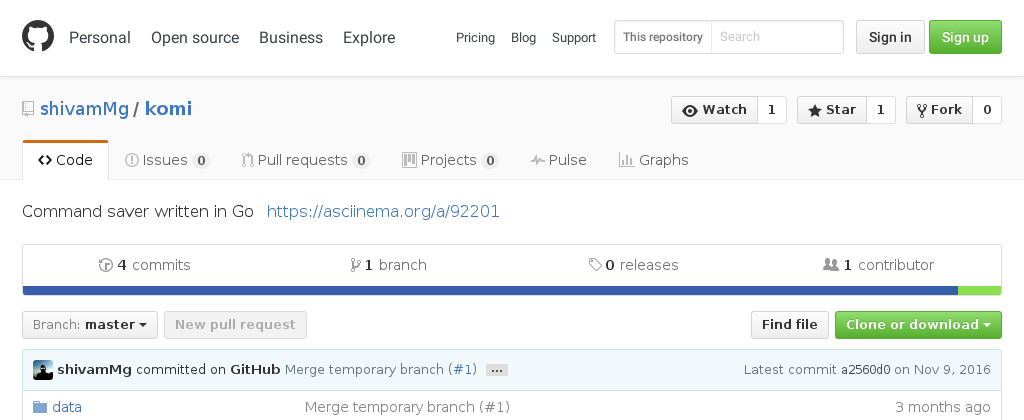 Personal Open source Business Explore Pricing Blog Support This repository Search Sign in Sign up
shivamMg / komi Watch 1 Star 1 Fork 0
Code Issues 0 Pull requests 0 Projects 0 Pulse Graphs
Command saver written in Go https://asciinema.org/a/92201
4 commits 1 branch 0 releases 1 contributor
Branch: master New pull request Find file Clone or download
shivamMg committed on GitHub Merge temporary branch (#1) … Latest commit a2560d0 on Nov 9, 2016
data Merge temporary branch (#1) 3 months ago